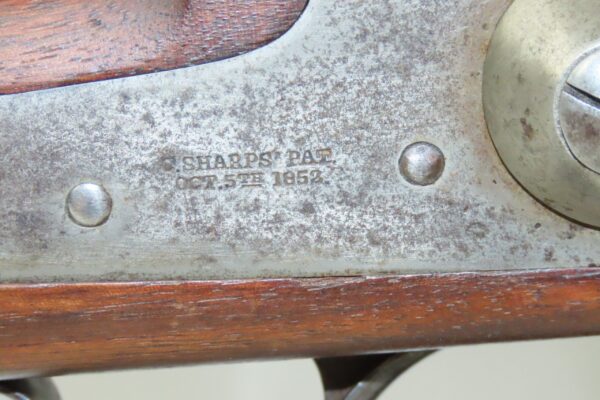 C. SHARPS' PAT.
OCT. 5TH 1852.